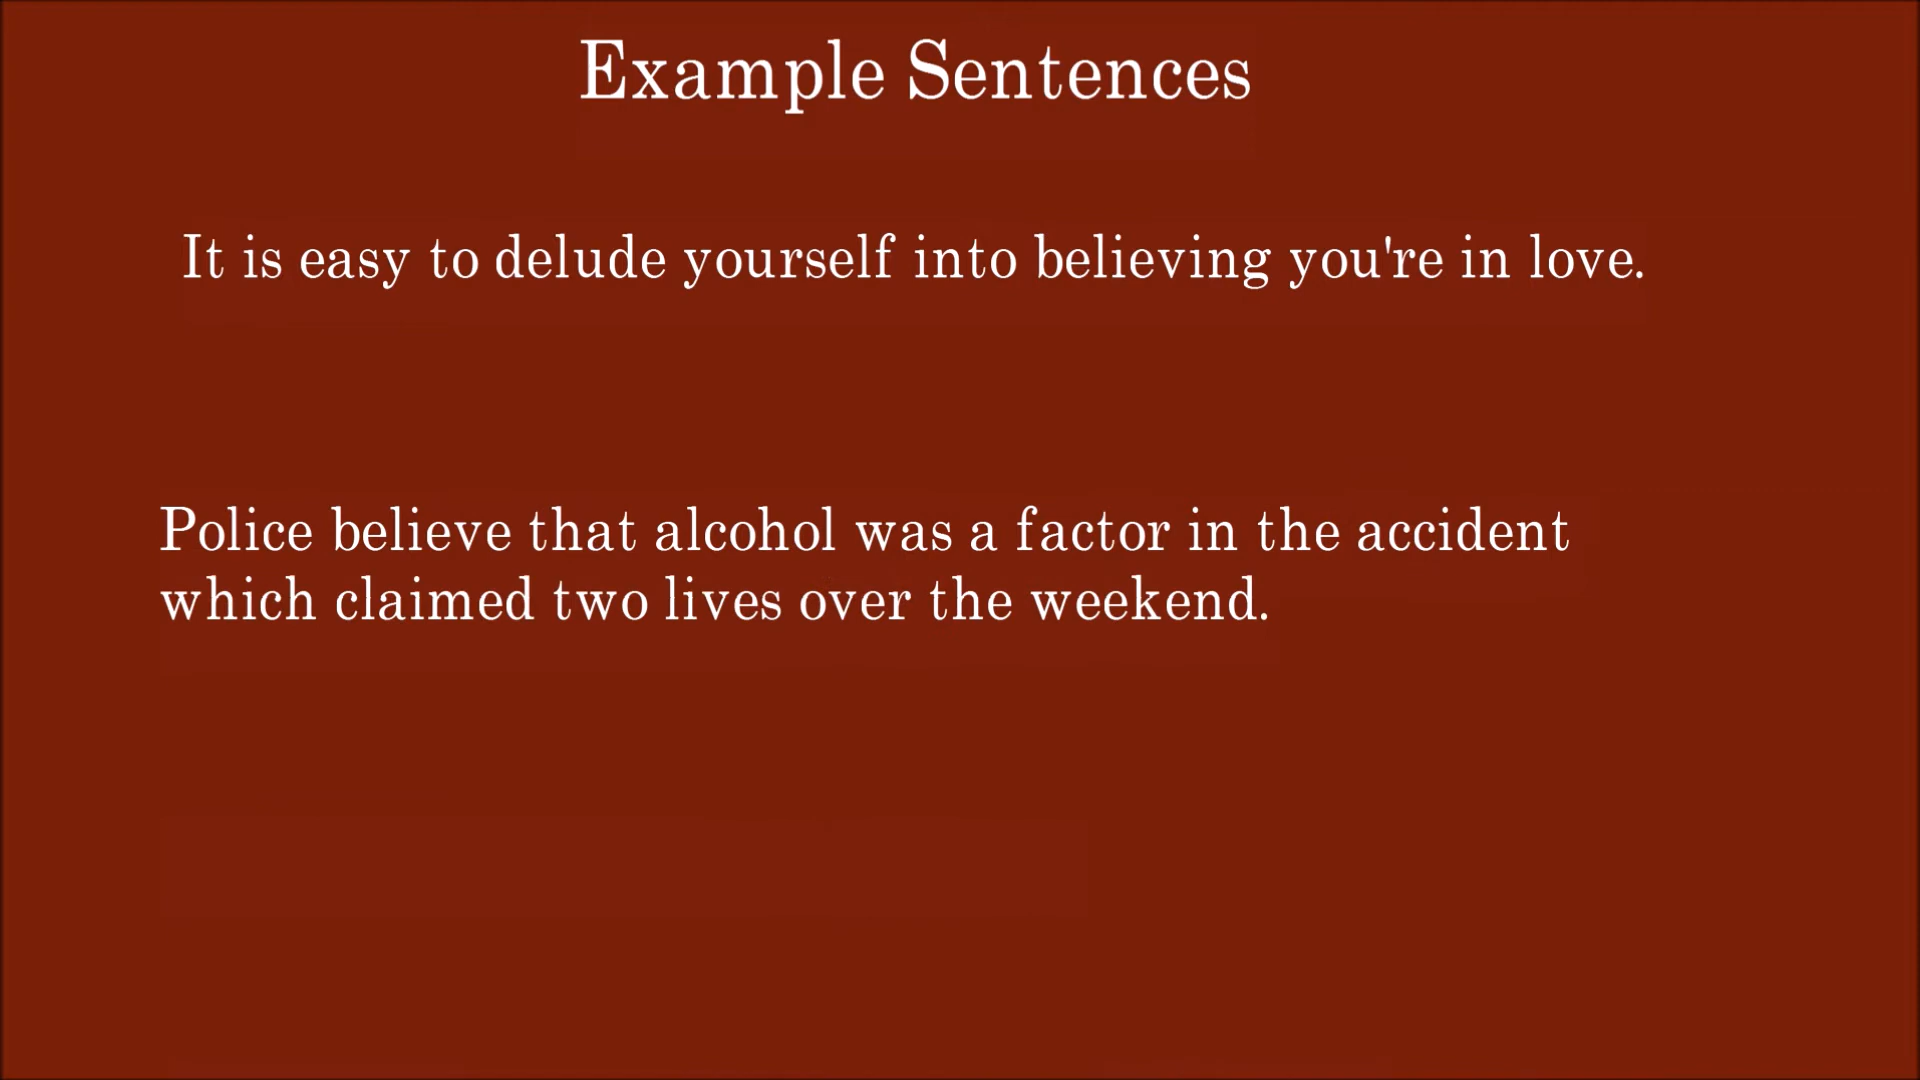 Example Sentences
It is easy to delude yourself into believing you're in love.
Police believe that alcohol was a factor in the accident
which claimed two lives over the weekend.